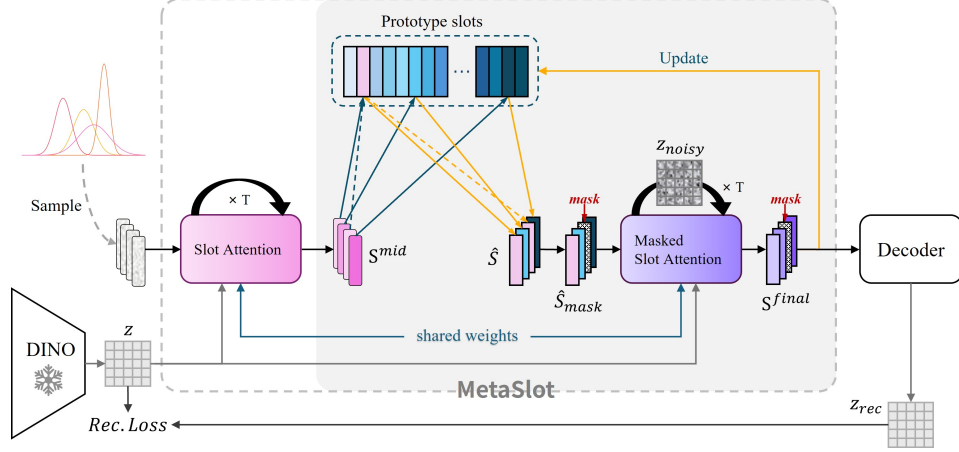 Prototype slots
...
Update
z_noisy
× T
× T
Sample
mask
mask
Slot Attention
S^mid
Ŝ
Ŝ_mask
Masked
Slot Attention
S^final
Decoder
shared weights
DINO
z
MetaSlot
z_rec
Rec. Loss